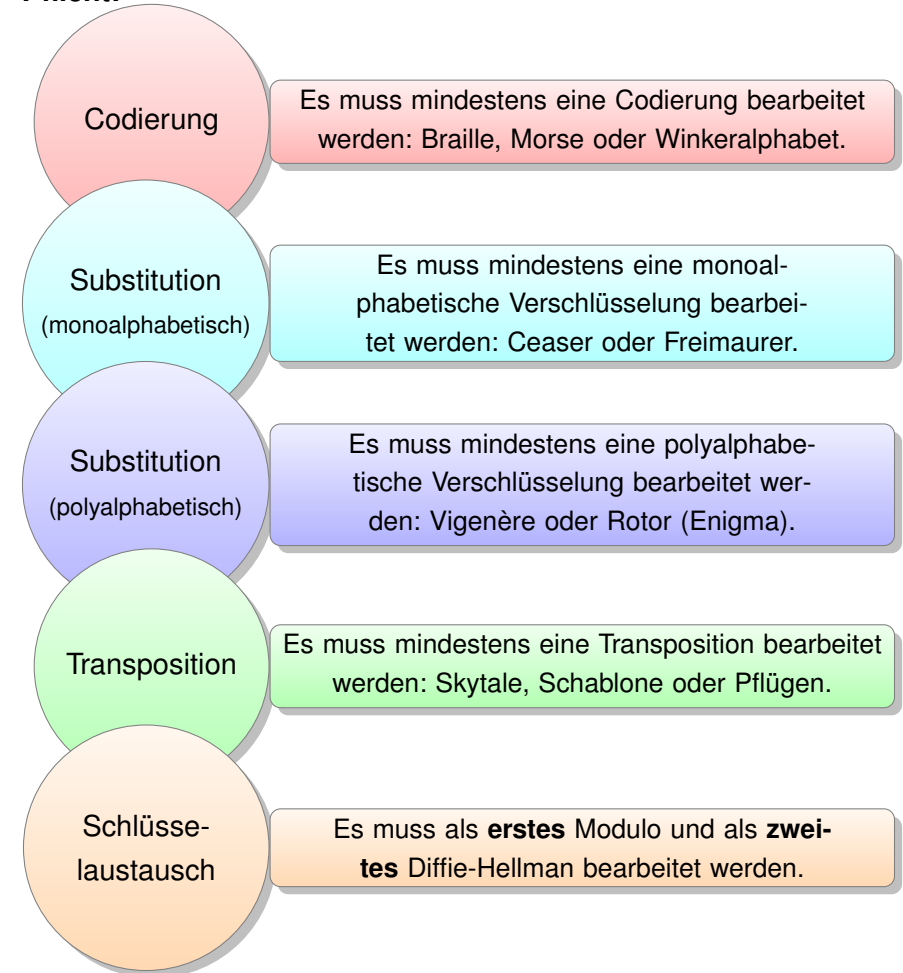 Codierung
Es muss mindestens eine Codierung bearbeitet
werden: Braille, Morse oder Winkeralphabet.
Substitution
(monoalphabetisch)
Es muss mindestens eine monoal-
phabetische Verschlüsselung bearbei-
tet werden: Ceaser oder Freimaurer.
Substitution
(polyalphabetisch)
Es muss mindestens eine polyalphabe-
tische Verschlüsselung bearbeitet wer-
den: Vigenère oder Rotor (Enigma).
Transposition
Es muss mindestens eine Transposition bearbeitet
werden: Skytale, Schablone oder Pflügen.
Schlüsse-
laustausch
Es muss als erstes Modulo und als zwei-
tes Diffie-Hellman bearbeitet werden.